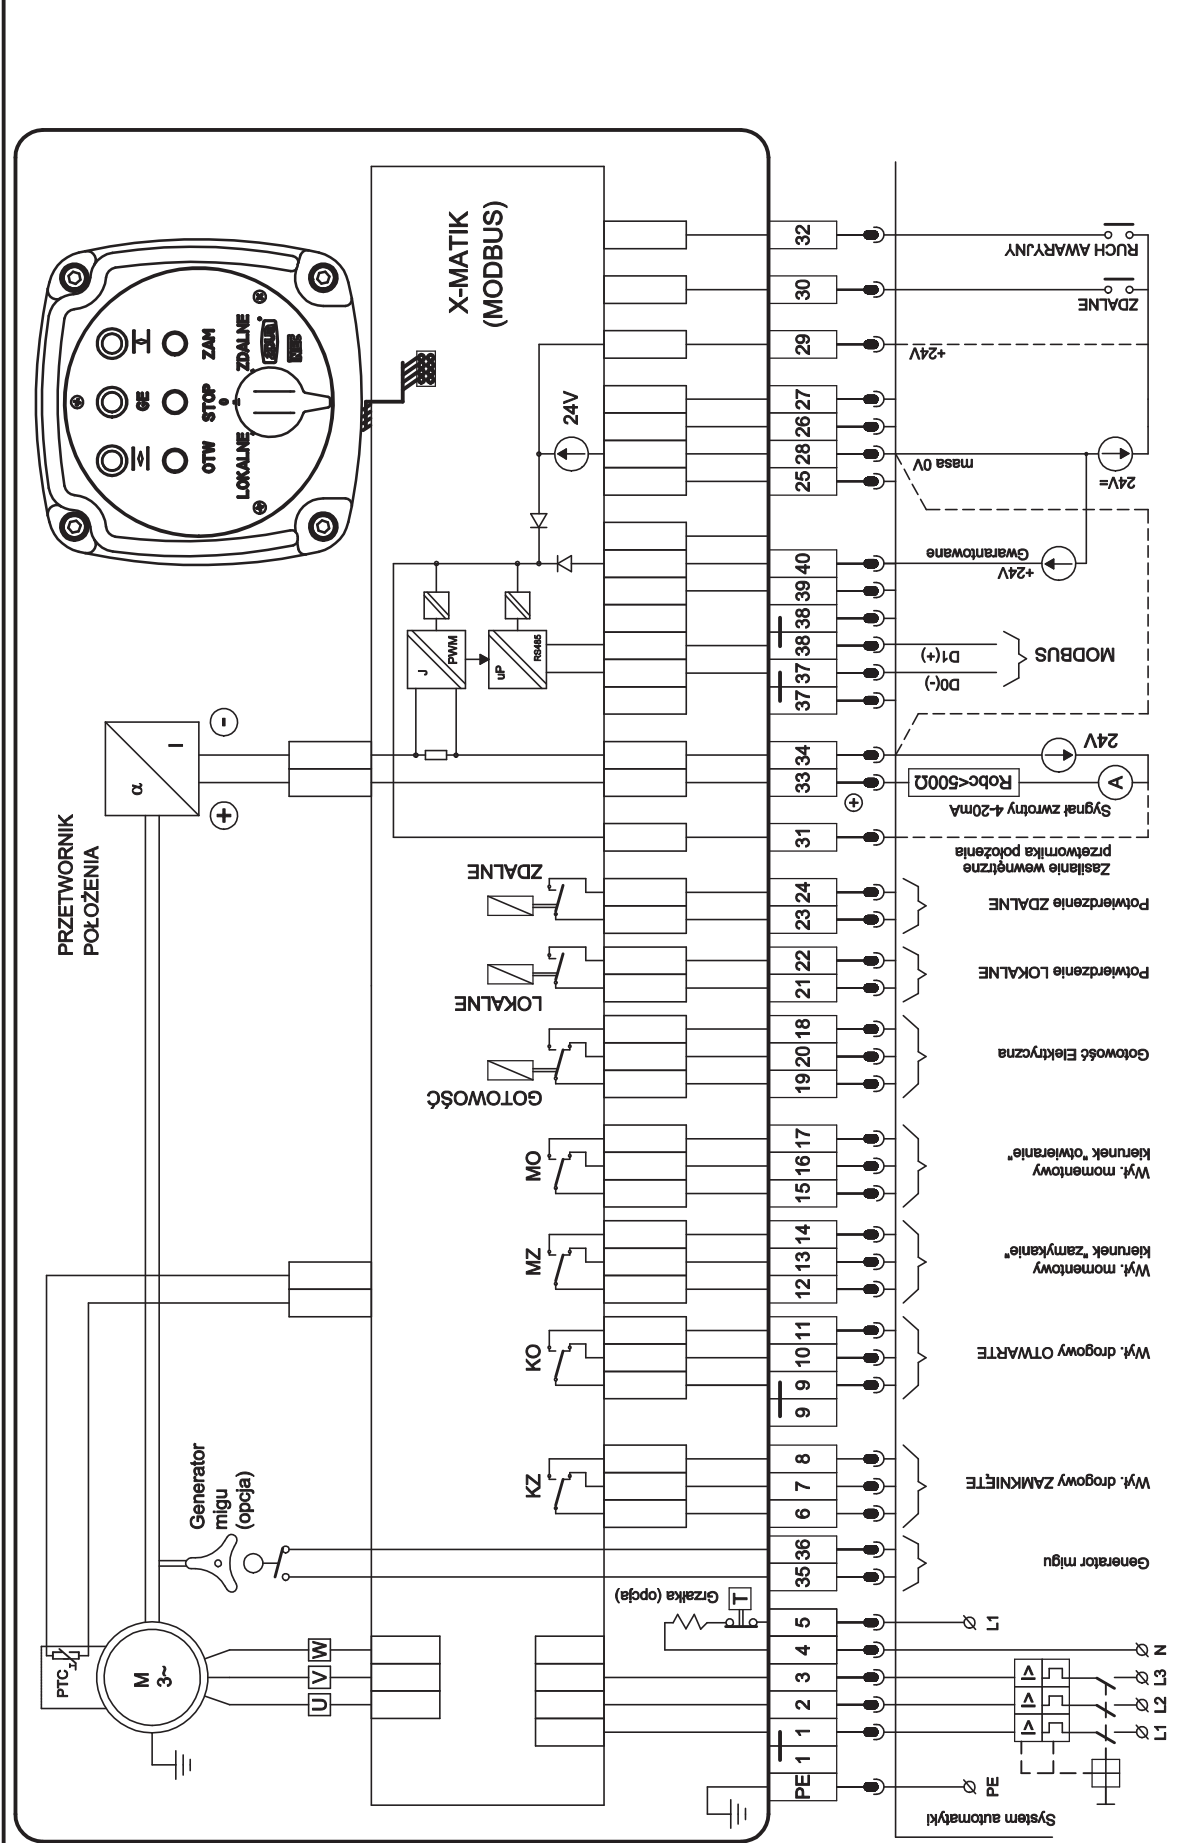 X-MATIK
(MODBUS)
OTW
STOP
ZAM
GE
LOKALNE
0
ZDALNE
24V
J
PWM
uP
RS485
PRZETWORNIK
POŁOŻENIA
α
I
-
+
ZDALNE
LOKALNE
GOTOWOŚĆ
MO
MZ
KO
KZ
Generator
migu
(opcja)
PTC
M
3~
U
V
W
Grzałka (opcja)
T
PE
1
1
2
3
4
5
35
36
6
7
8
9
9
10
11
12
13
14
15
16
17
19
20
18
21
22
23
24
31
33
34
37
37
38
38
39
40
25
28
26
27
29
30
32
RUCH AWARYJNY
ZDALNE
+24V
masa 0V
24V=
Gwarantowane
+24V
MODBUS
D1(+)
D0(-)
24V
Robc<500Ω
A
+
Sygnał zwrotny 4-20mA
Zasilanie wewnętrzne
przetwornika położenia
Potwierdzenie ZDALNE
Potwierdzenie LOKALNE
Gotowość Elektryczna
Wył. momentowy
kierunek "otwieranie"
Wył. momentowy
kierunek "zamykanie"
Wył. drogowy OTWARTE
Wył. drogowy ZAMKNIĘTE
Generator migu
L1
N
L3
L2
L1
PE
System automatyki